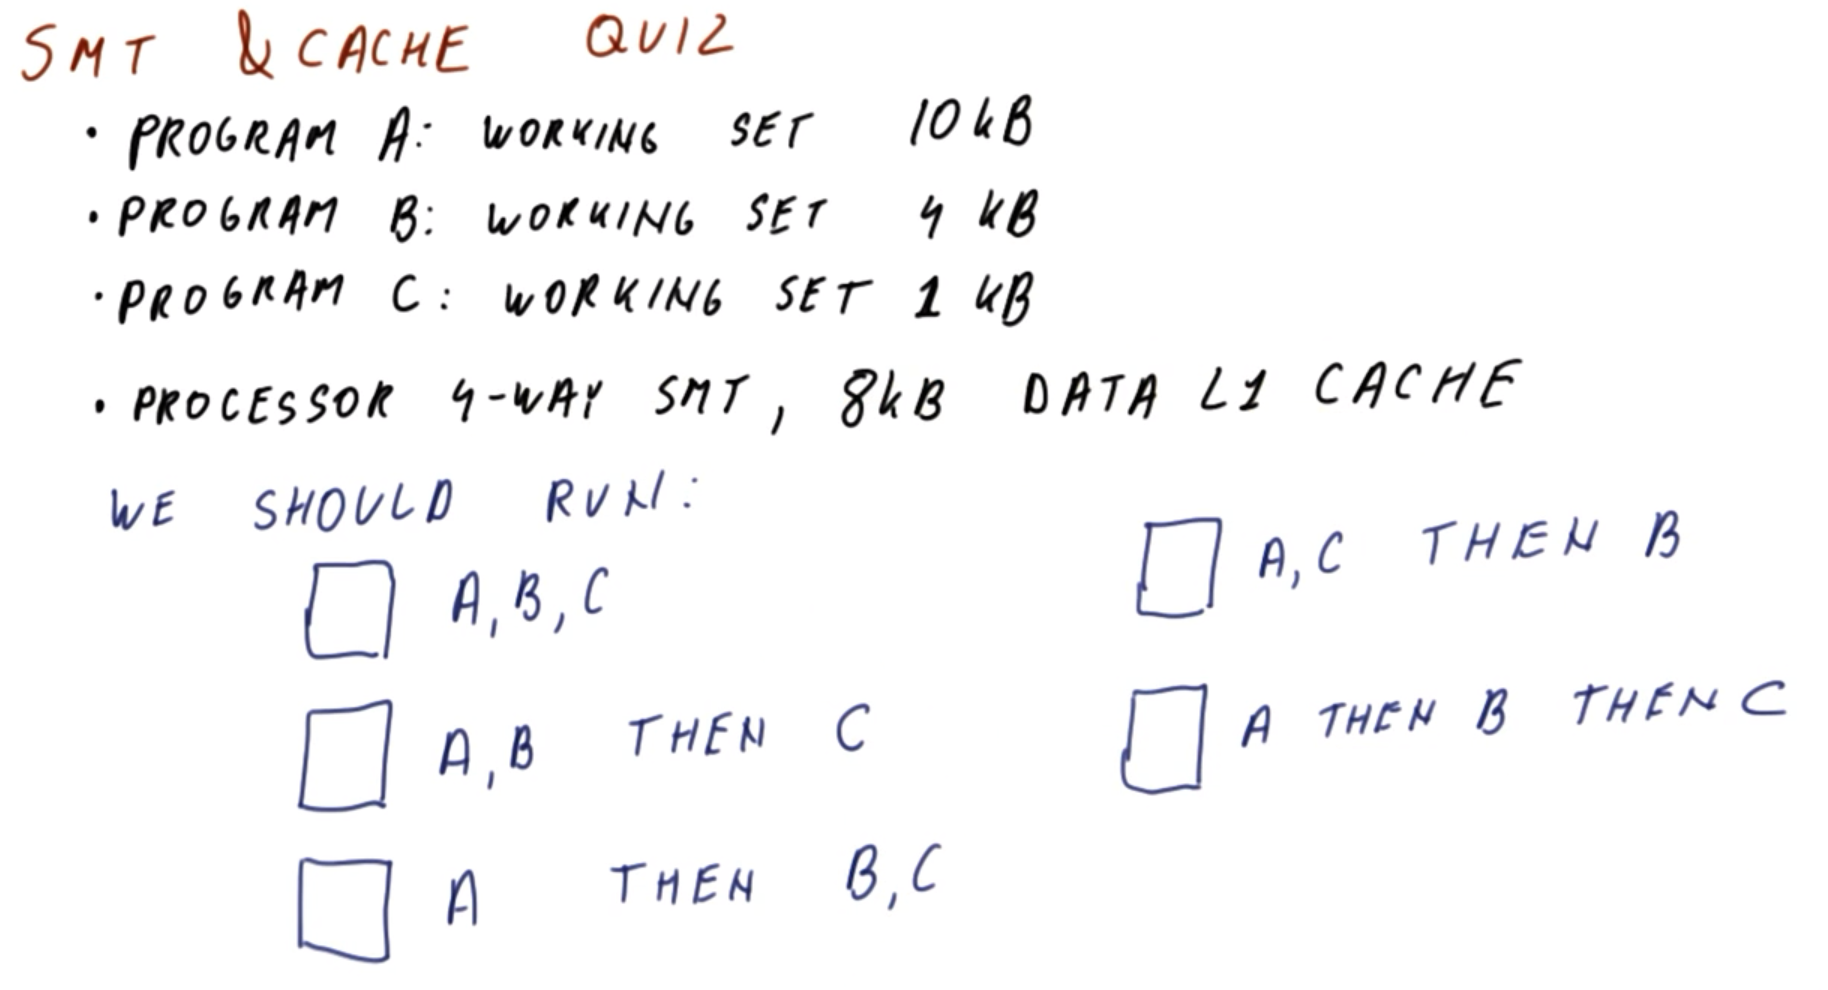 SMT & CACHE QUIZ
• PROGRAM A: WORKING SET 10 kB
• PROGRAM B: WORKING SET 4 kB
• PROGRAM C: WORKING SET 1 kB
• PROCESSOR 4-WAY SMT, 8kB DATA L1 CACHE
WE SHOULD RUN:
A, B, C
A, B THEN C
A THEN B, C
A, C THEN B
A THEN B THEN C